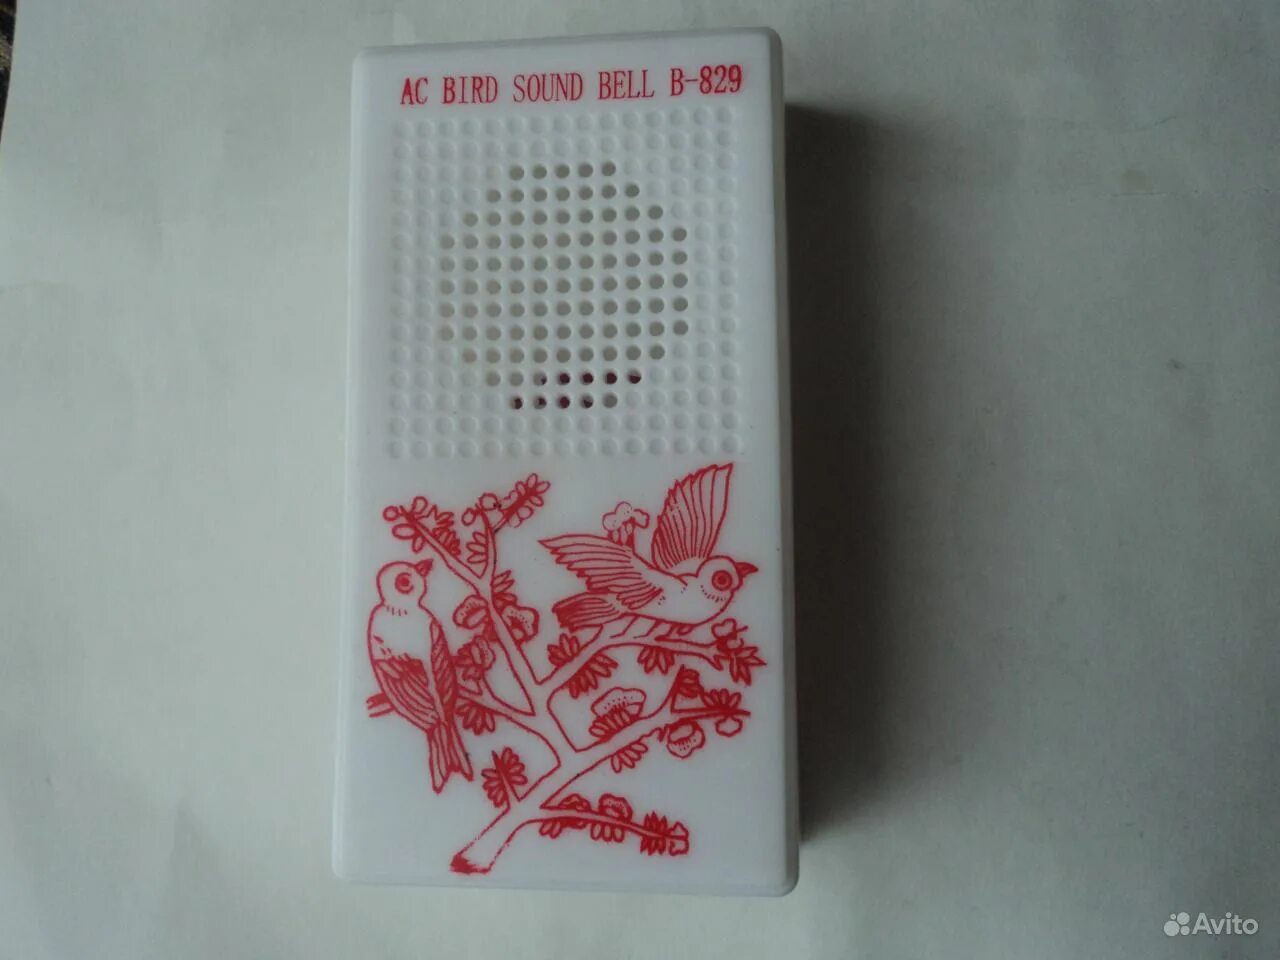 AC BIRD SOUND BELL B-829
Avito